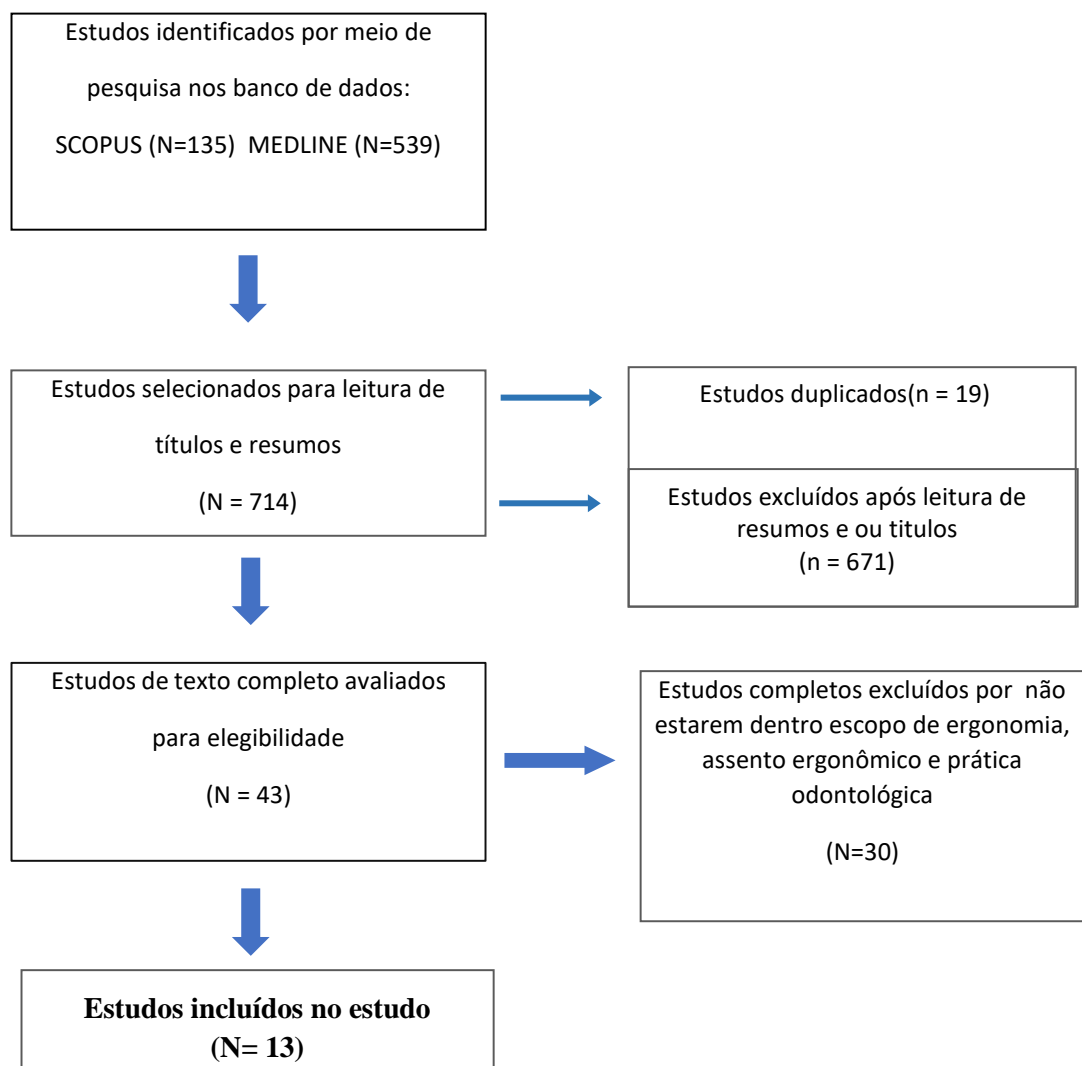 Estudos identificados por meio de
pesquisa nos banco de dados:
SCOPUS (N=135)  MEDLINE (N=539)
Estudos selecionados para leitura de
títulos e resumos
(N = 714)
Estudos duplicados(n = 19)
Estudos excluídos após leitura de
resumos e ou titulos
(n = 671)
Estudos de texto completo avaliados
para elegibilidade
(N = 43)
Estudos completos excluídos por  não
estarem dentro escopo de ergonomia,
assento ergonômico e prática
odontológica
(N=30)
Estudos incluídos no estudo
(N= 13)